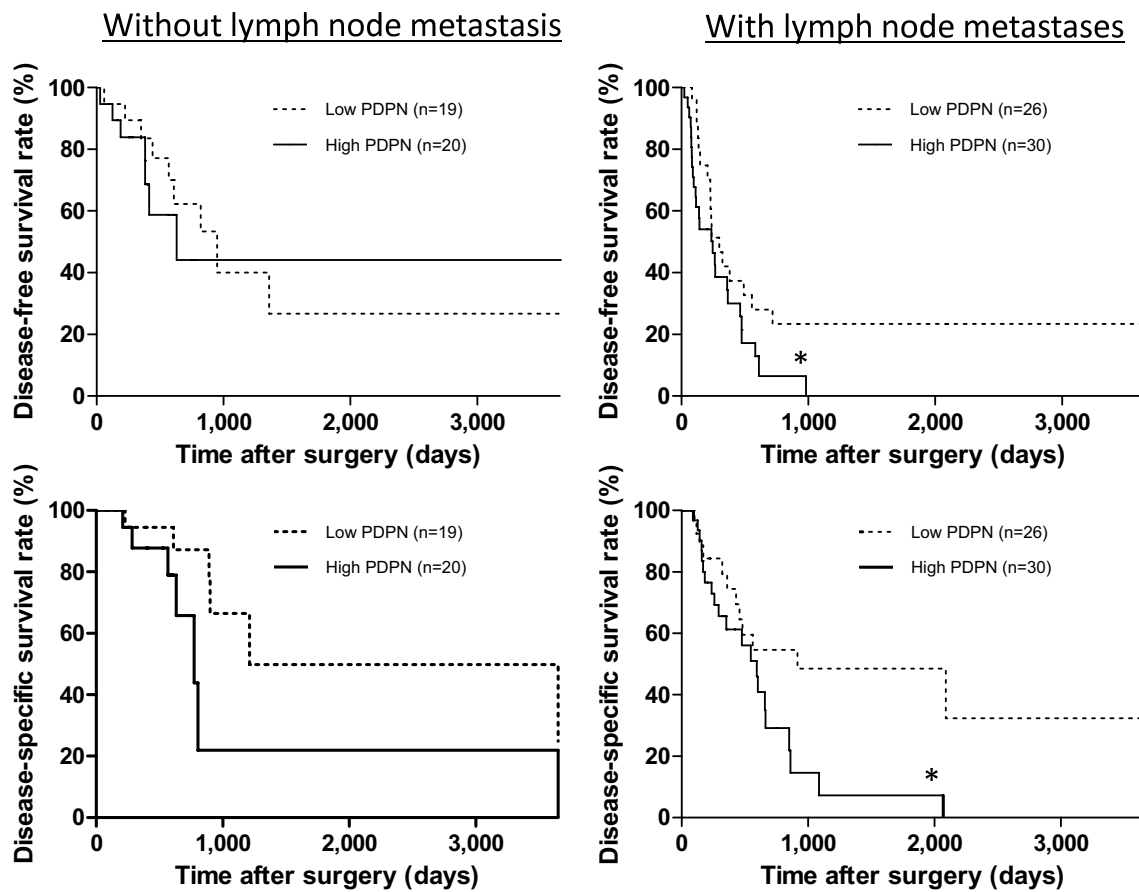 Without lymph node metastasis
With lymph node metastases
Disease-free survival rate (%)
100
80
60
40
20
0
Low PDPN (n=19)
High PDPN (n=20)
0
1,000
2,000
3,000
Time after surgery (days)
Disease-free survival rate (%)
100
80
60
40
20
0
Low PDPN (n=26)
High PDPN (n=30)
*
0
1,000
2,000
3,000
Time after surgery (days)
Disease-specific survival rate (%)
100
80
60
40
20
0
Low PDPN (n=19)
High PDPN (n=20)
0
1,000
2,000
3,000
Time after surgery (days)
Disease-specific survival rate (%)
100
80
60
40
20
0
Low PDPN (n=26)
High PDPN (n=30)
*
0
1,000
2,000
3,000
Time after surgery (days)